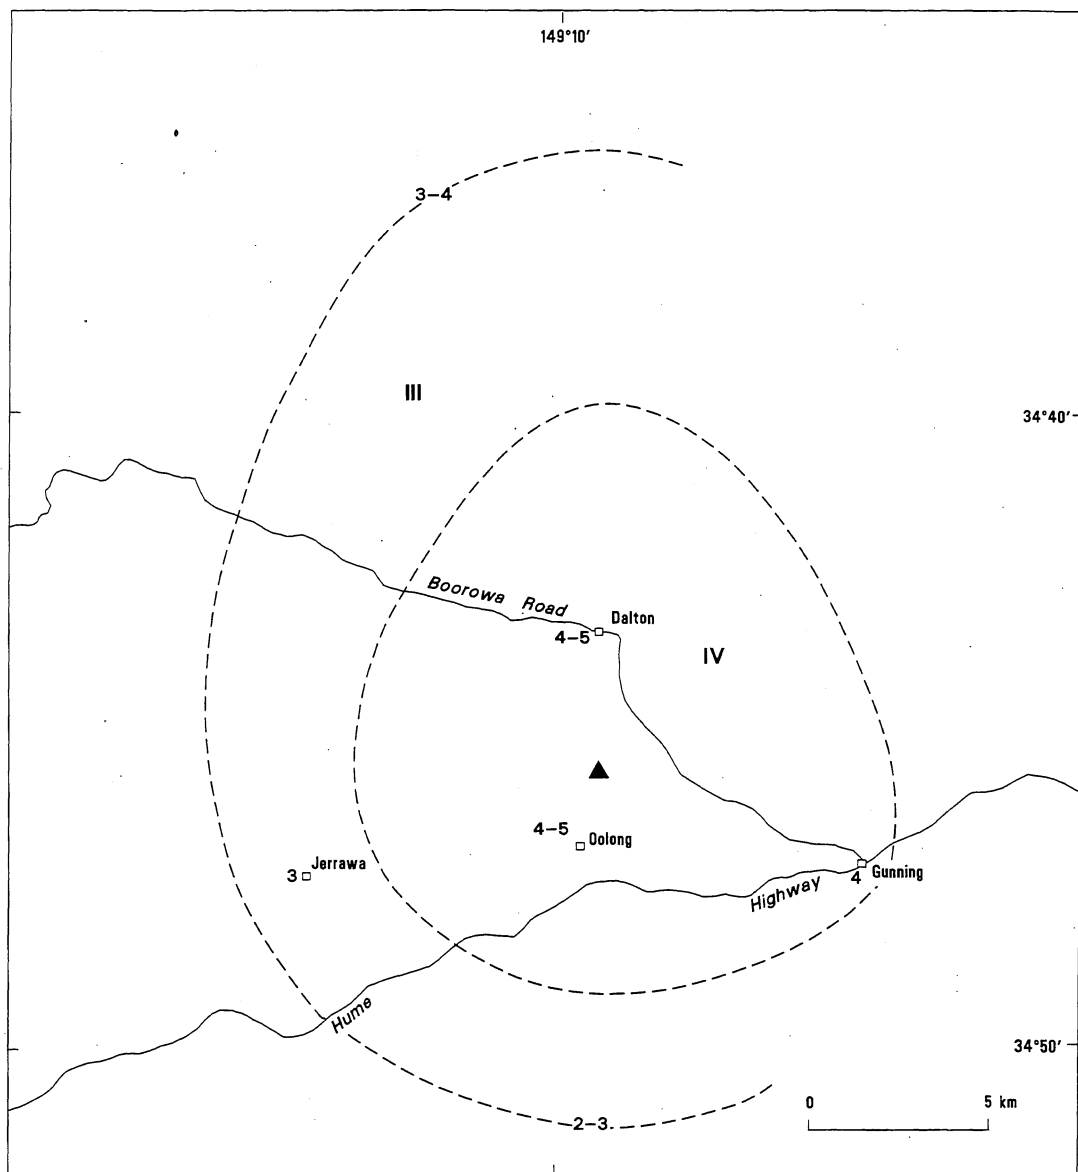 149°10'
3-4
III
34°40'
Boorowa Road
Dalton
4-5
IV
4-5
Oolong
Jerrawa
3
4
Gunning
Highway
Hume
34°50'
0 5 km
2-3